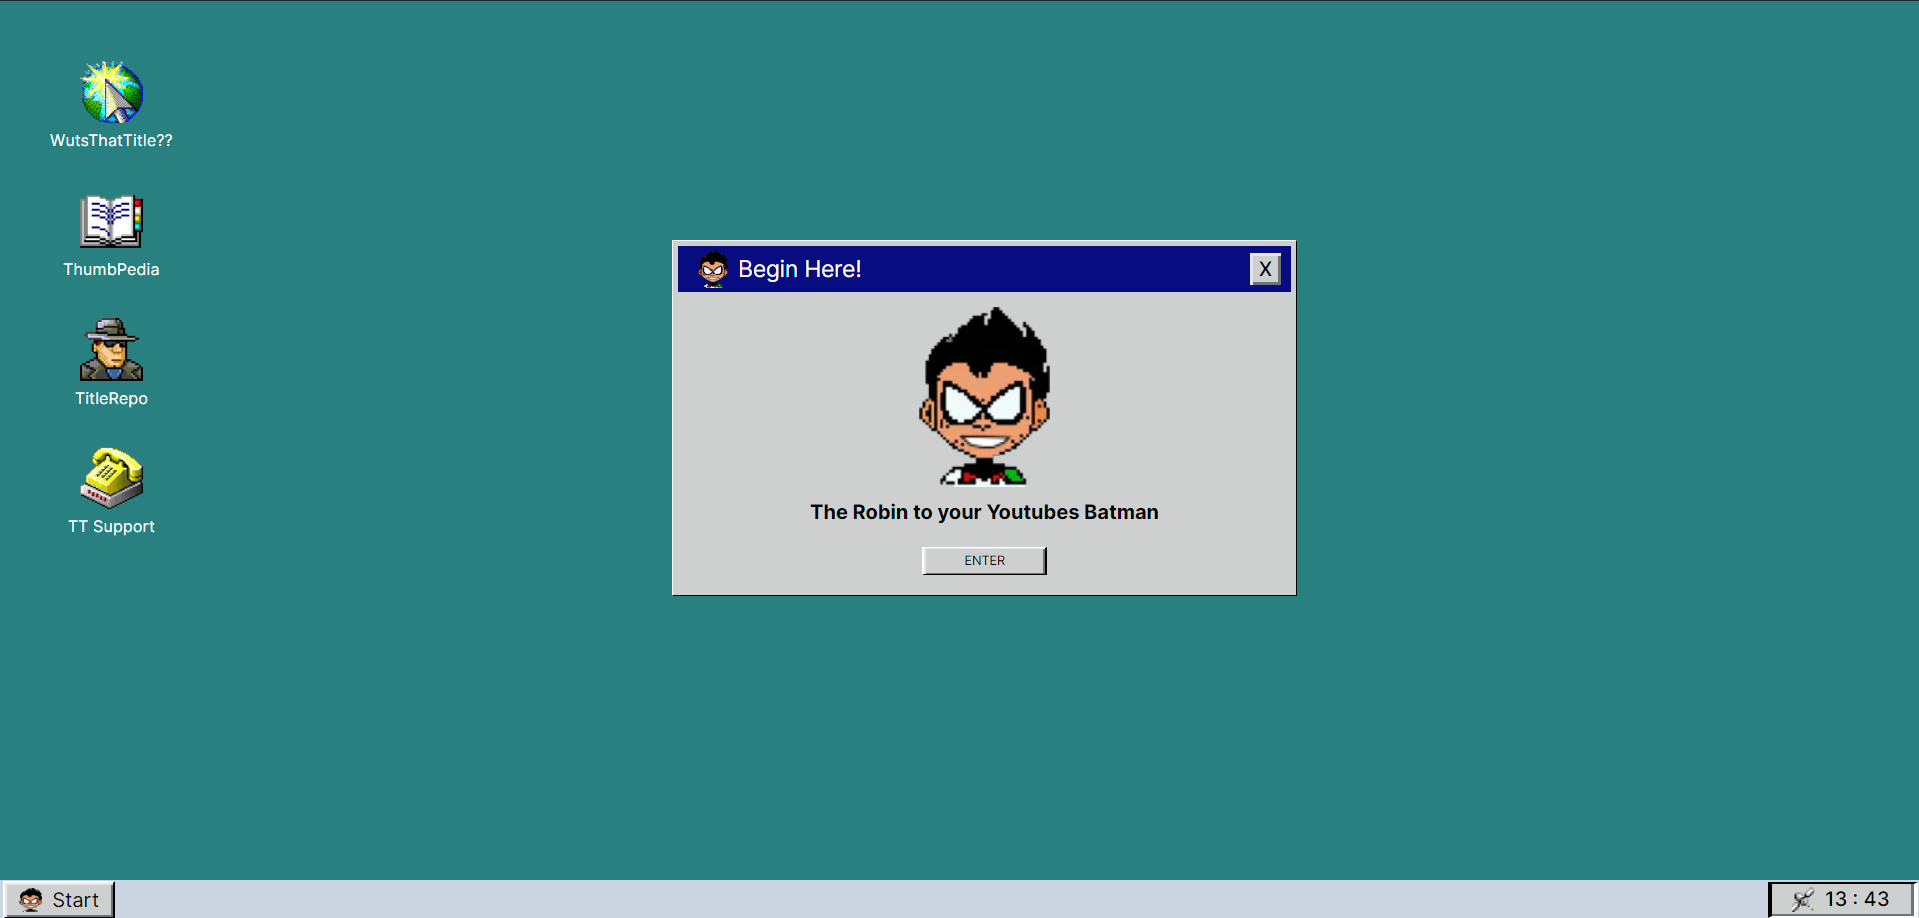 WutsThatTitle??
ThumbPedia
TitleRepo
TT Support
Begin Here!
X
The Robin to your Youtubes Batman
ENTER
Start
13 : 43